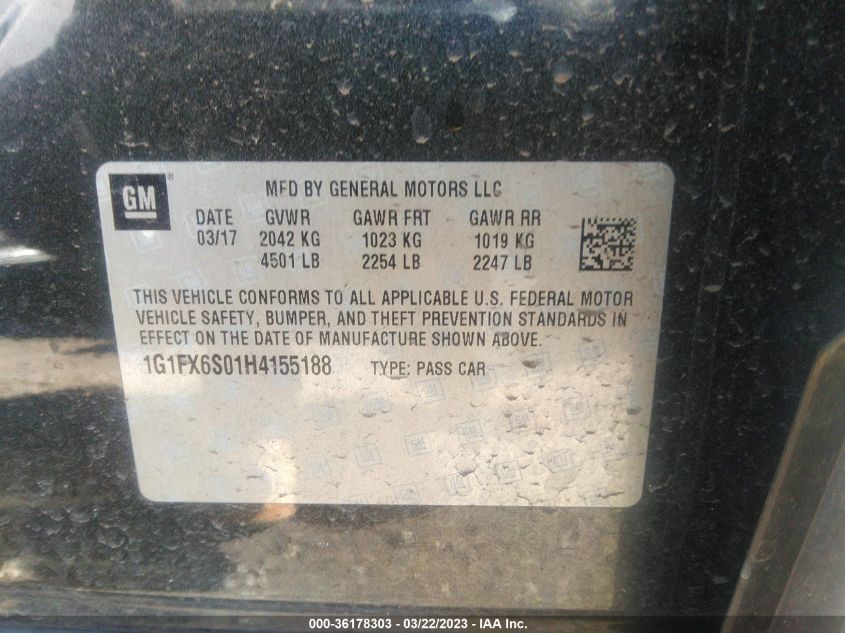 GM ®
MFD BY GENERAL MOTORS LLC
DATE GVWR GAWR FRT GAWR RR
03/17 2042 KG 1023 KG 1019 KG
4501 LB 2254 LB 2247 LB
THIS VEHICLE CONFORMS TO ALL APPLICABLE U.S. FEDERAL MOTOR
VEHICLE SAFETY, BUMPER, AND THEFT PREVENTION STANDARDS IN
EFFECT ON THE DATE OF MANUFACTURE SHOWN ABOVE.
1G1FX6S01H4155188 TYPE: PASS CAR
000-36178303 - 03/22/2023 - IAA Inc.